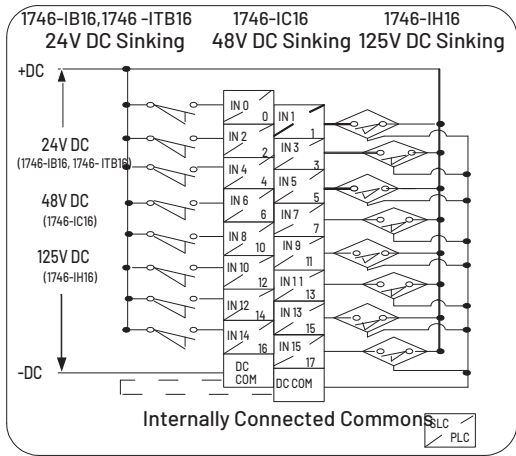 1746-IB16,1746 -ITB16
24V DC Sinking
1746-IC16
48V DC Sinking
1746-IH16
125V DC Sinking
+DC
24V DC
(1746-IB16, 1746- ITB16)
48V DC
(1746-IC16)
125V DC
(1746-IH16)
-DC
IN 0
0
IN 1
1
IN 2
2
IN 3
3
IN 4
4
IN 5
5
IN 6
6
IN 7
7
IN 8
10
IN 9
11
IN 10
12
IN 11
13
IN 12
14
IN 13
15
IN 14
16
IN 15
17
DC
COM
DC COM
Internally Connected Commons
SLC
PLC